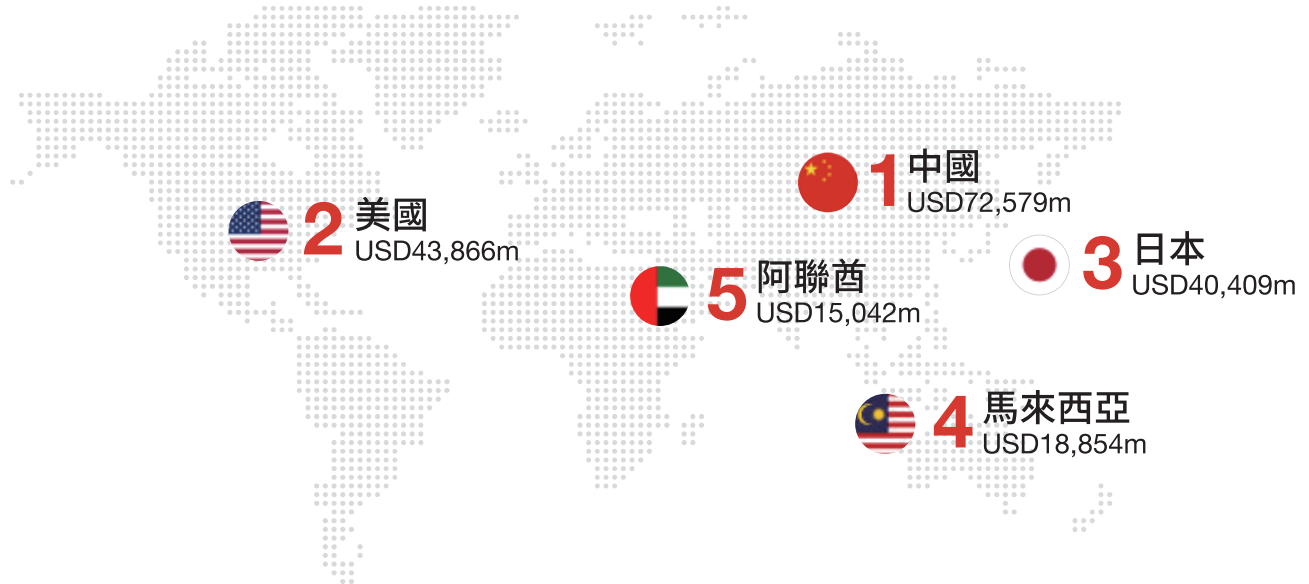 1 中國
USD72,579m
2 美國
USD43,866m
3 日本
USD40,409m
5 阿聯酋
USD15,042m
4 馬來西亞
USD18,854m